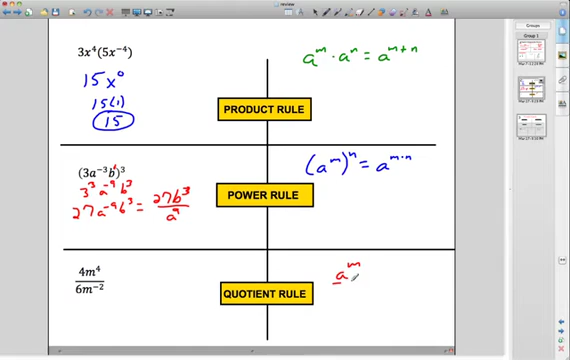 review
Groups
Group 1
3x⁴(5x⁻⁴)
aᵐ · aⁿ = aᵐ⁺ⁿ
15x⁰
15(1)
15
PRODUCT RULE
(3a⁻³b¹)³
(aᵐ)ⁿ = aᵐ·ⁿ
3³a⁻⁹b³
27a⁻⁹b³ = 27b³/a⁹
POWER RULE
4m⁴
6m⁻²
aᵐ
QUOTIENT RULE